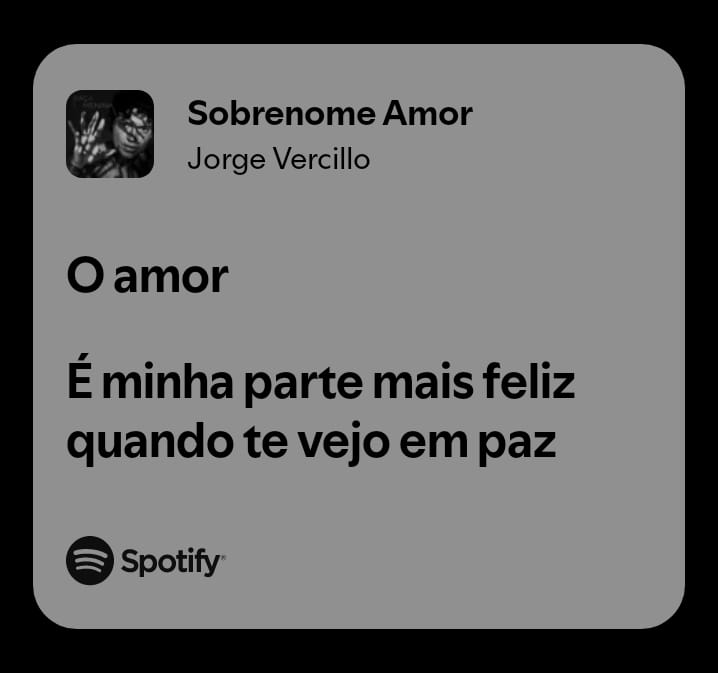 Sobrenome Amor
Jorge Vercillo
O amor
É minha parte mais feliz
quando te vejo em paz
Spotify®